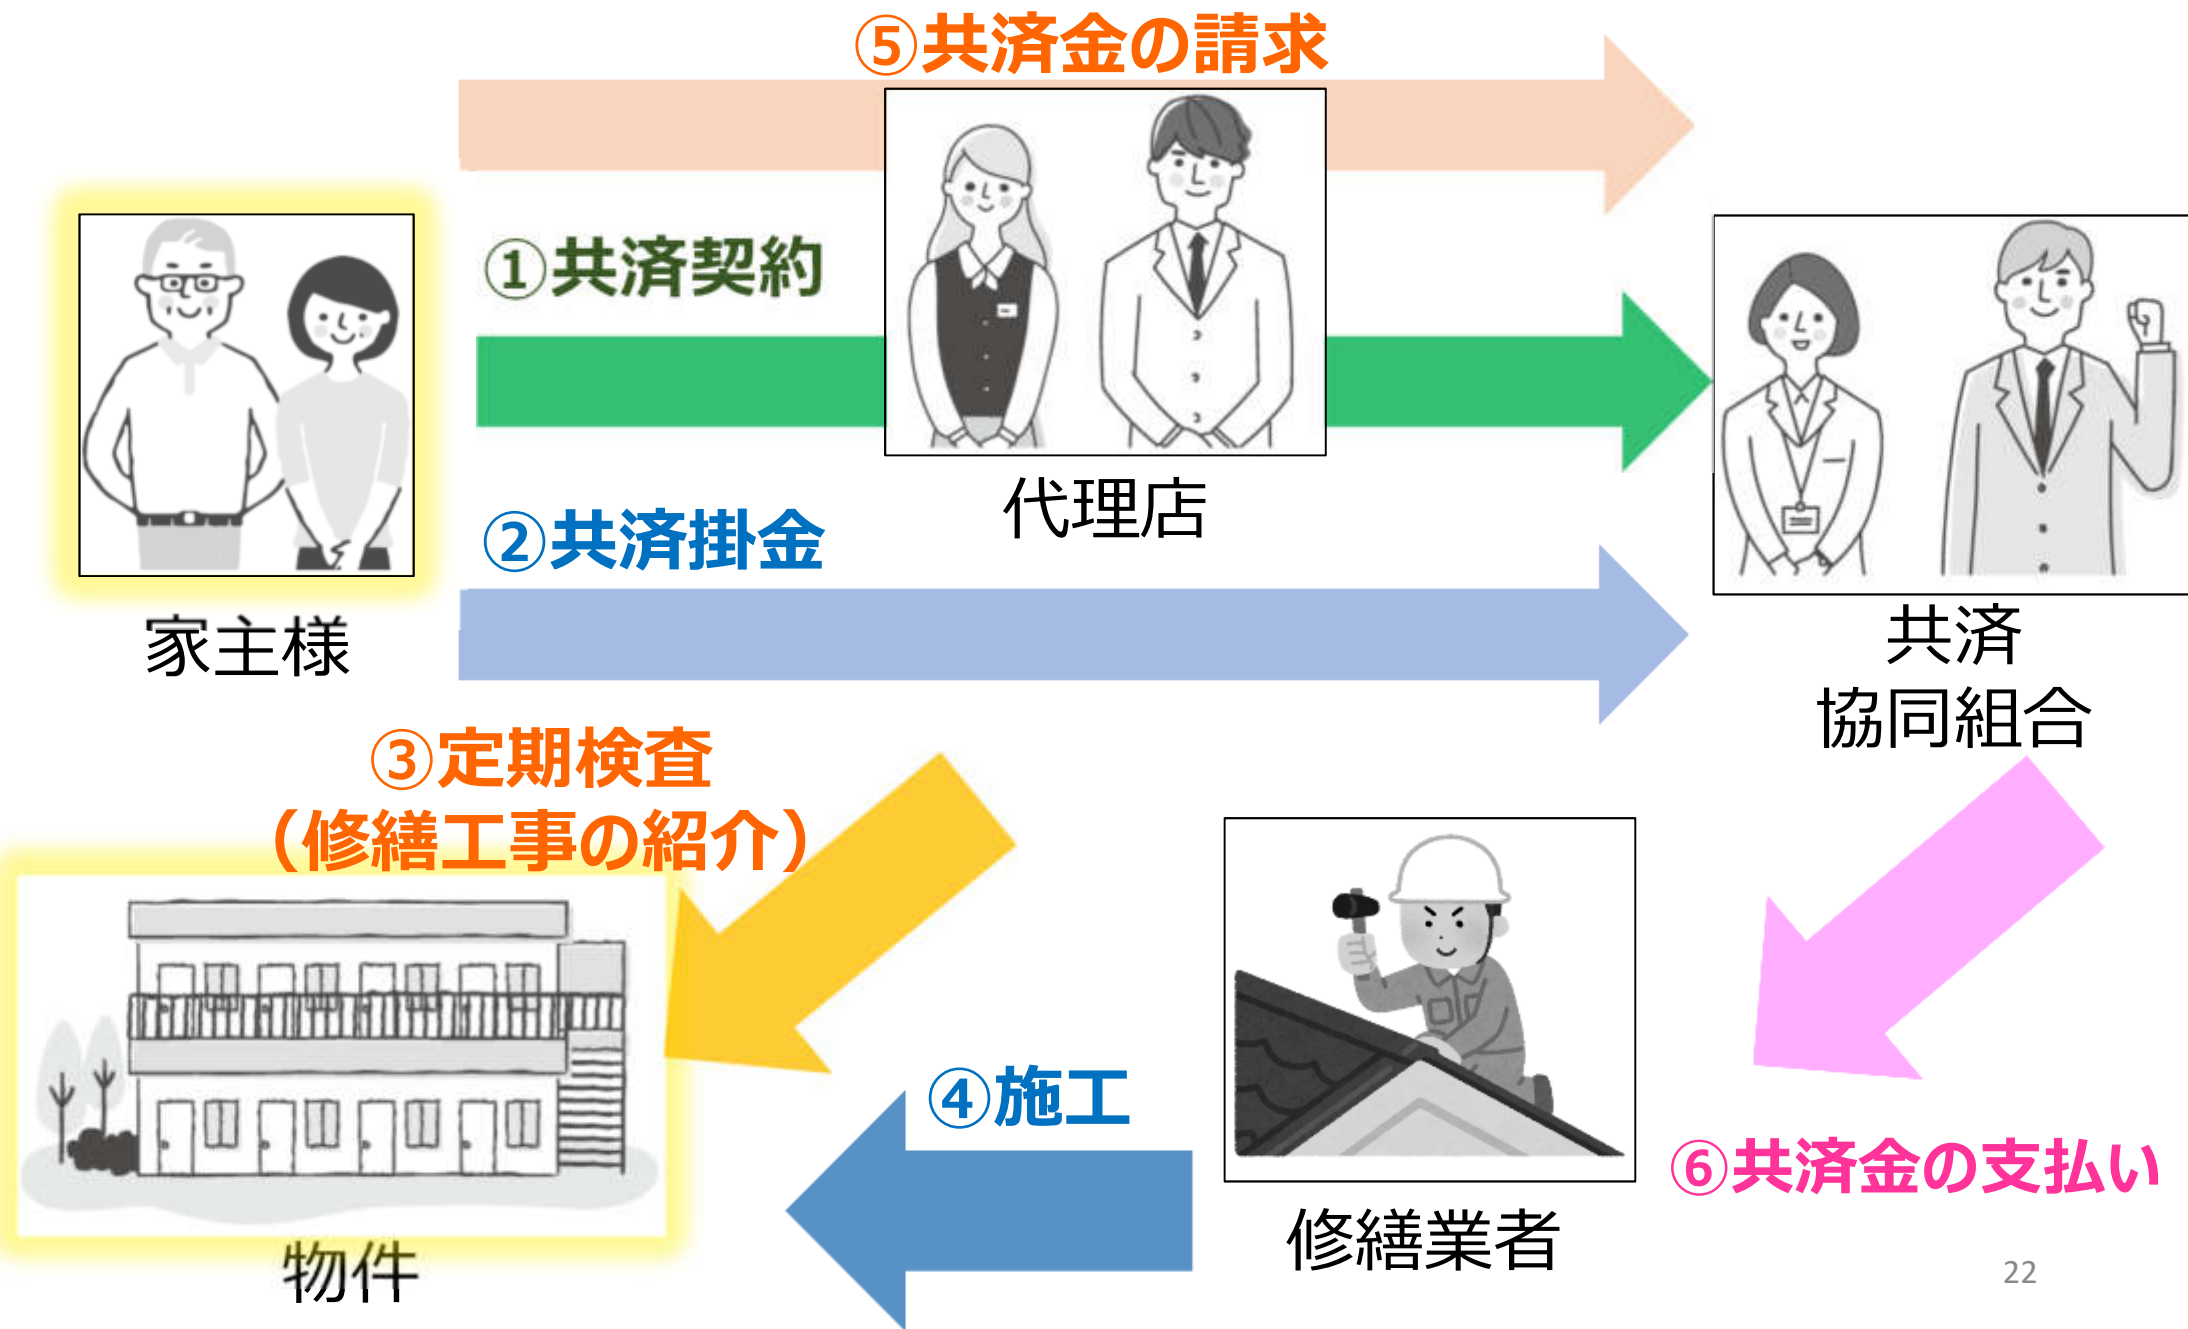 ⑤共済金の請求
①共済契約
代理店
②共済掛金
家主様
共済
協同組合
③定期検査
（修繕工事の紹介）
④施工
⑥共済金の支払い
修繕業者
物件
22